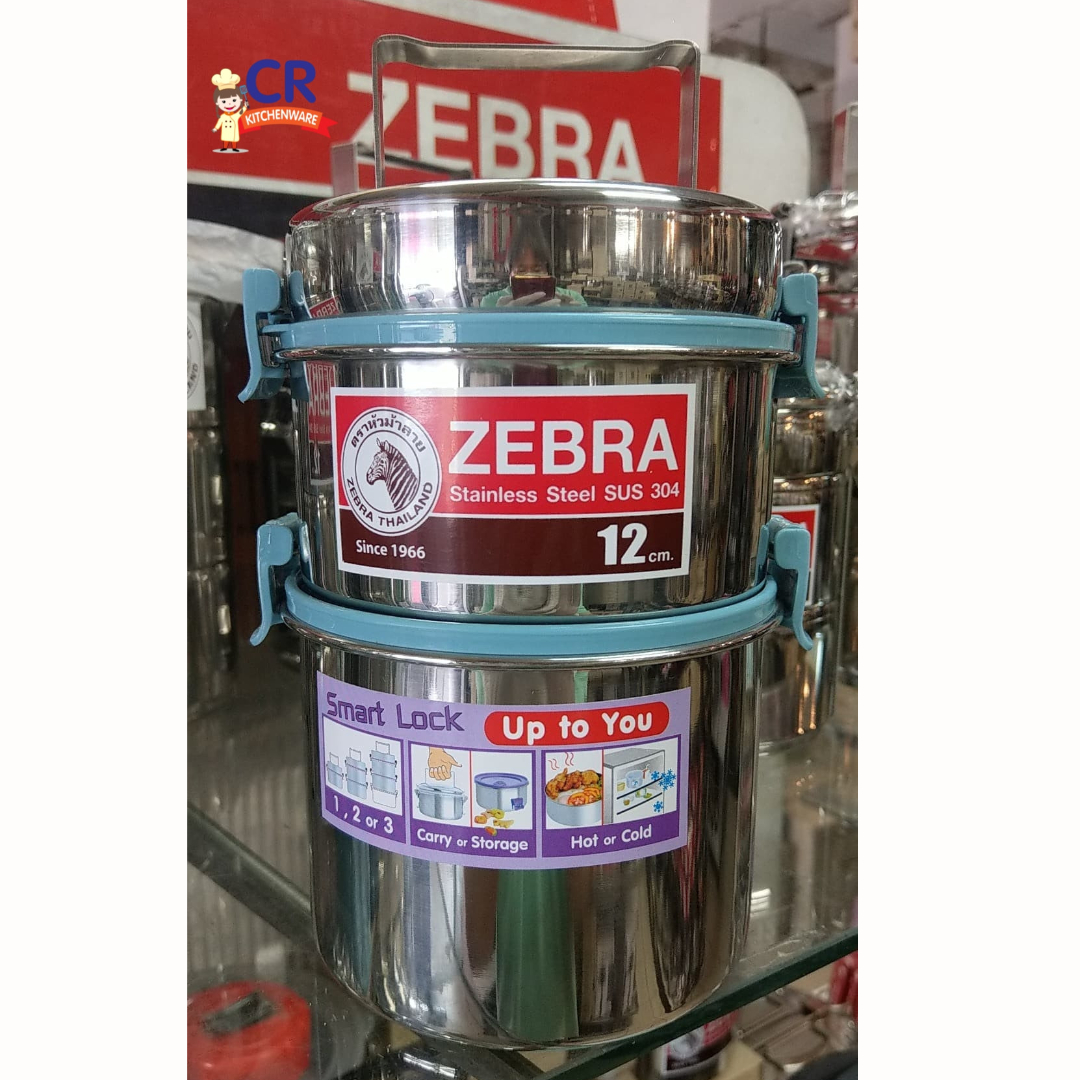 CR
KITCHENWARE
ZEBRA
ตราหัวม้าลาย
ZEBRA THAILAND
ZEBRA
Stainless Steel SUS 304
Since 1966
12 cm.
Smart Lock
Up to You
1, 2 or 3
Carry or Storage
Hot or Cold